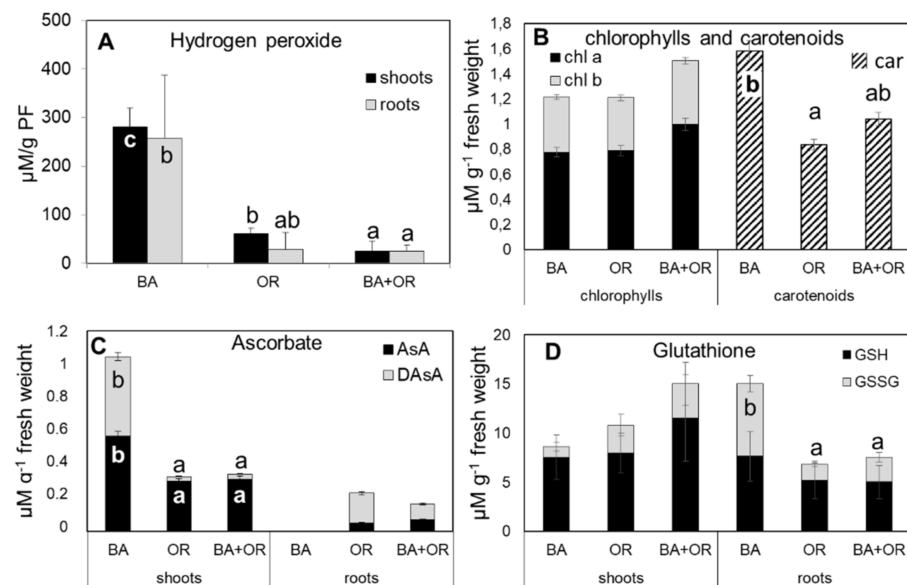 A
Hydrogen peroxide
shoots
roots
µM/g PF
500
400
300
200
100
0
c
b
b
ab
a
a
BA
OR
BA+OR
B
chlorophylls and carotenoids
chl a
chl b
car
µM g-1 fresh weight
1,8
1,6
1,4
1,2
1
0,8
0,6
0,4
0,2
0
b
a
ab
BA
OR
BA+OR
BA
OR
BA+OR
chlorophylls
carotenoids
C
Ascorbate
AsA
DAsA
µM g-1 fresh weight
1.2
1
0.8
0.6
0.4
0.2
0
b
b
a
a
a
a
BA
OR
BA+OR
BA
OR
BA+OR
shoots
roots
D
Glutathione
GSH
GSSG
µM g-1 fresh weight
20
15
10
5
0
b
a
a
BA
OR
BA+OR
BA
OR
BA+OR
shoots
roots